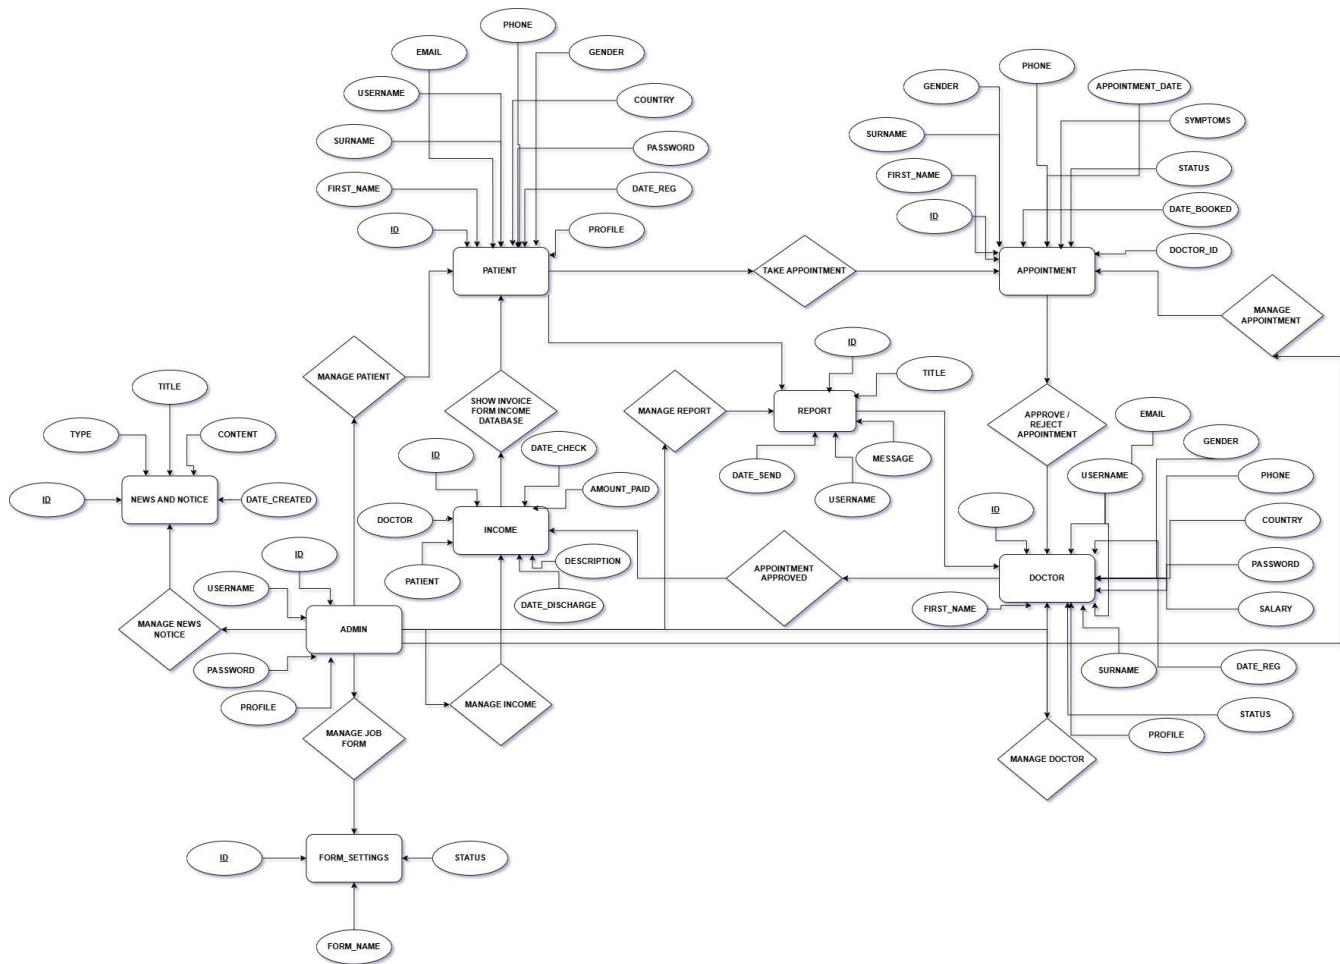 PHONE
EMAIL
GENDER
PHONE
GENDER
APPOINTMENT_DATE
USERNAME
COUNTRY
SYMPTOMS
SURNAME
SURNAME
PASSWORD
FIRST_NAME
STATUS
FIRST_NAME
DATE_REG
ID
DATE_BOOKED
ID
PROFILE
DOCTOR_ID
PATIENT
TAKE APPOINTMENT
APPOINTMENT
MANAGE
APPOINTMENT
ID
MANAGE PATIENT
TITLE
TITLE
SHOW INVOICE
FORM INCOME
DATABASE
MANAGE REPORT
REPORT
APPROVE /
REJECT
APPOINTMENT
EMAIL
TYPE
CONTENT
GENDER
DATE_CHECK
ID
MESSAGE
DATE_SEND
USERNAME
PHONE
AMOUNT_PAID
ID
NEWS AND NOTICE
DATE_CREATED
USERNAME
ID
DOCTOR
INCOME
COUNTRY
ID
DESCRIPTION
APPOINTMENT
APPROVED
PASSWORD
DOCTOR
PATIENT
USERNAME
DATE_DISCHARGE
FIRST_NAME
SALARY
MANAGE NEWS
NOTICE
ADMIN
PASSWORD
SURNAME
DATE_REG
PROFILE
MANAGE INCOME
STATUS
MANAGE JOB
FORM
PROFILE
MANAGE DOCTOR
ID
FORM_SETTINGS
STATUS
FORM_NAME